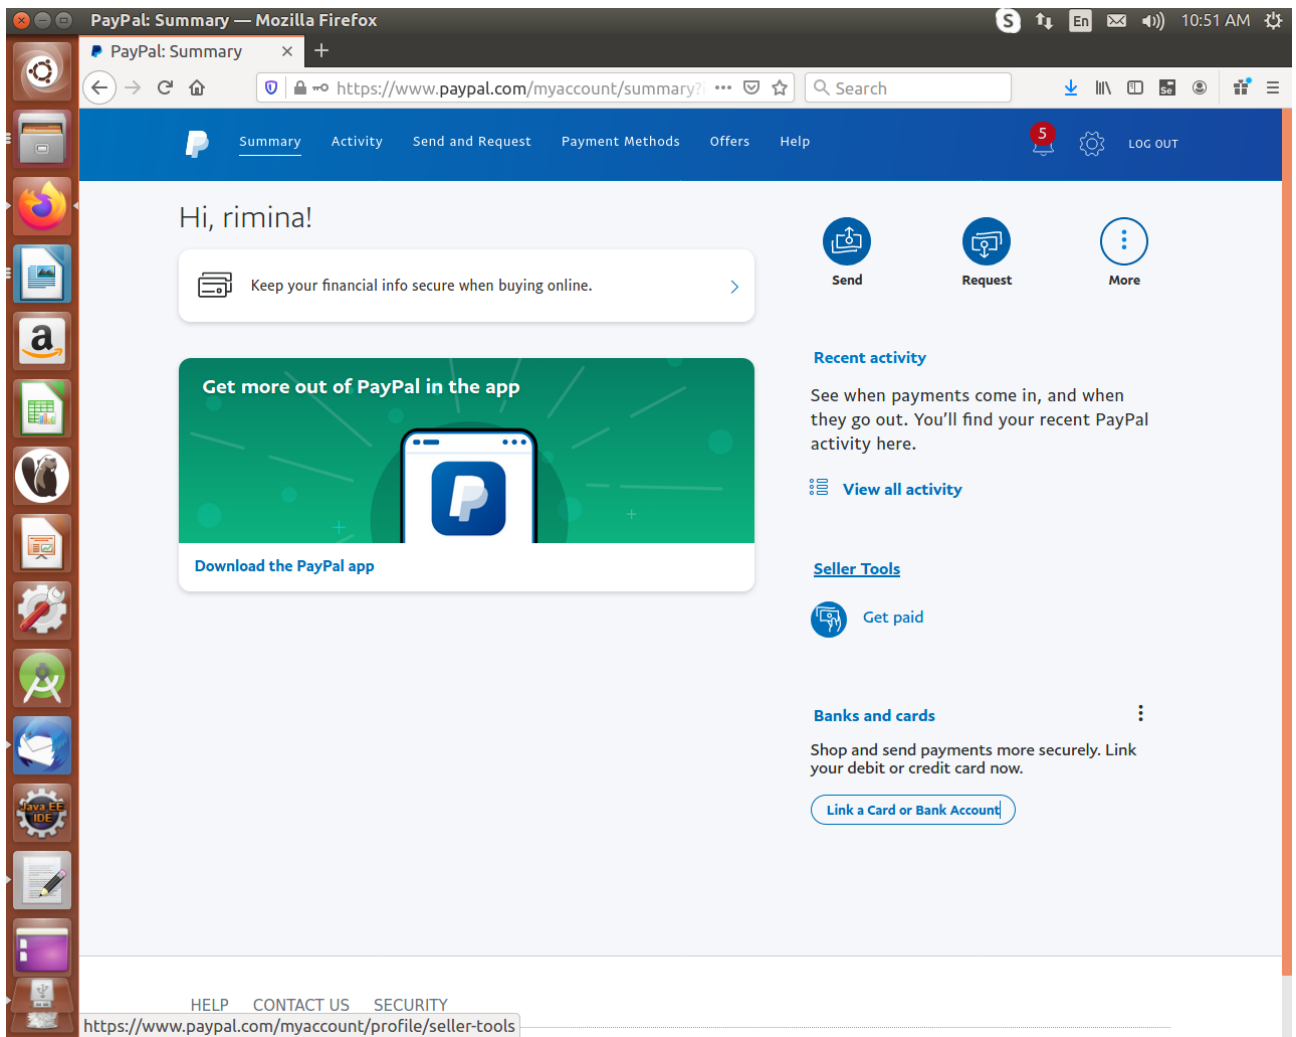 PayPal: Summary — Mozilla Firefox
S En 10:51 AM
PayPal: Summary × +
https://www.paypal.com/myaccount/summary?
Search
Se
Summary Activity Send and Request Payment Methods Offers Help
5
LOG OUT
Hi, rimina!
Keep your financial info secure when buying online.
Send Request More
Get more out of PayPal in the app
Download the PayPal app
Recent activity
See when payments come in, and when
they go out. You'll find your recent PayPal
activity here.
View all activity
Seller Tools
Get paid
Banks and cards
Shop and send payments more securely. Link
your debit or credit card now.
Link a Card or Bank Account
a
Java EE
IDE
HELP CONTACT US SECURITY
https://www.paypal.com/myaccount/profile/seller-tools